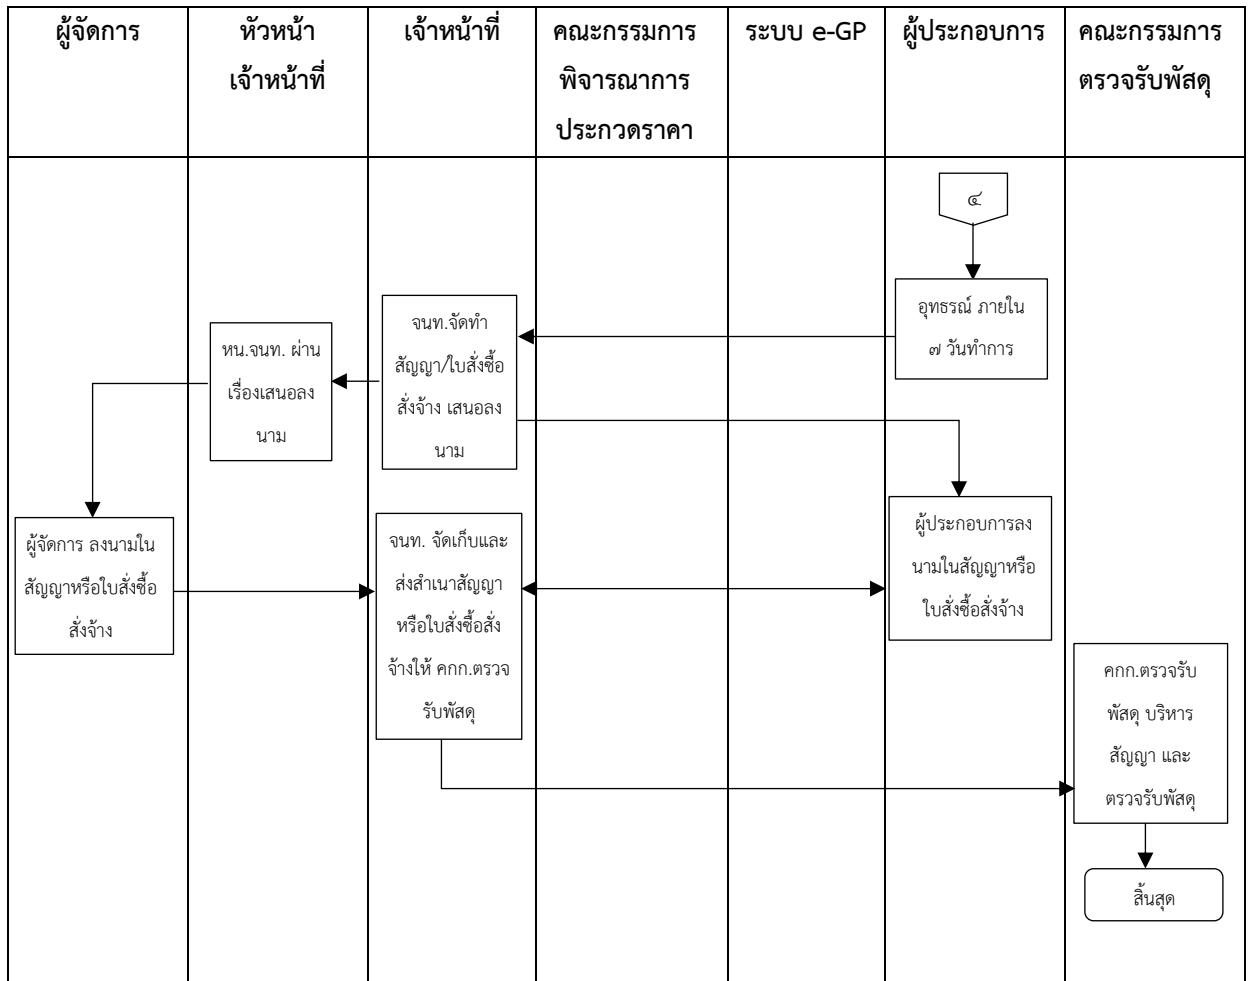 ผู้จัดการ
หัวหน้า
เจ้าหน้าที่
เจ้าหน้าที่
คณะกรรมการ
พิจารณาการ
ประกวดราคา
ระบบ e-GP
ผู้ประกอบการ
คณะกรรมการ
ตรวจรับพัสดุ
๔
อุทธรณ์ ภายใน
๗ วันทำการ
จนท.จัดทำ
สัญญา/ใบสั่งซื้อ
สั่งจ้าง เสนอลง
นาม
หน.จนท. ผ่าน
เรื่องเสนอลง
นาม
ผู้จัดการ ลงนามใน
สัญญาหรือใบสั่งซื้อ
สั่งจ้าง
จนท. จัดเก็บและ
ส่งสำเนาสัญญา
หรือใบสั่งซื้อสั่ง
จ้างให้ คกก.ตรวจ
รับพัสดุ
ผู้ประกอบการลง
นามในสัญญาหรือ
ใบสั่งซื้อสั่งจ้าง
คกก.ตรวจรับ
พัสดุ บริหาร
สัญญา และ
ตรวจรับพัสดุ
สิ้นสุด